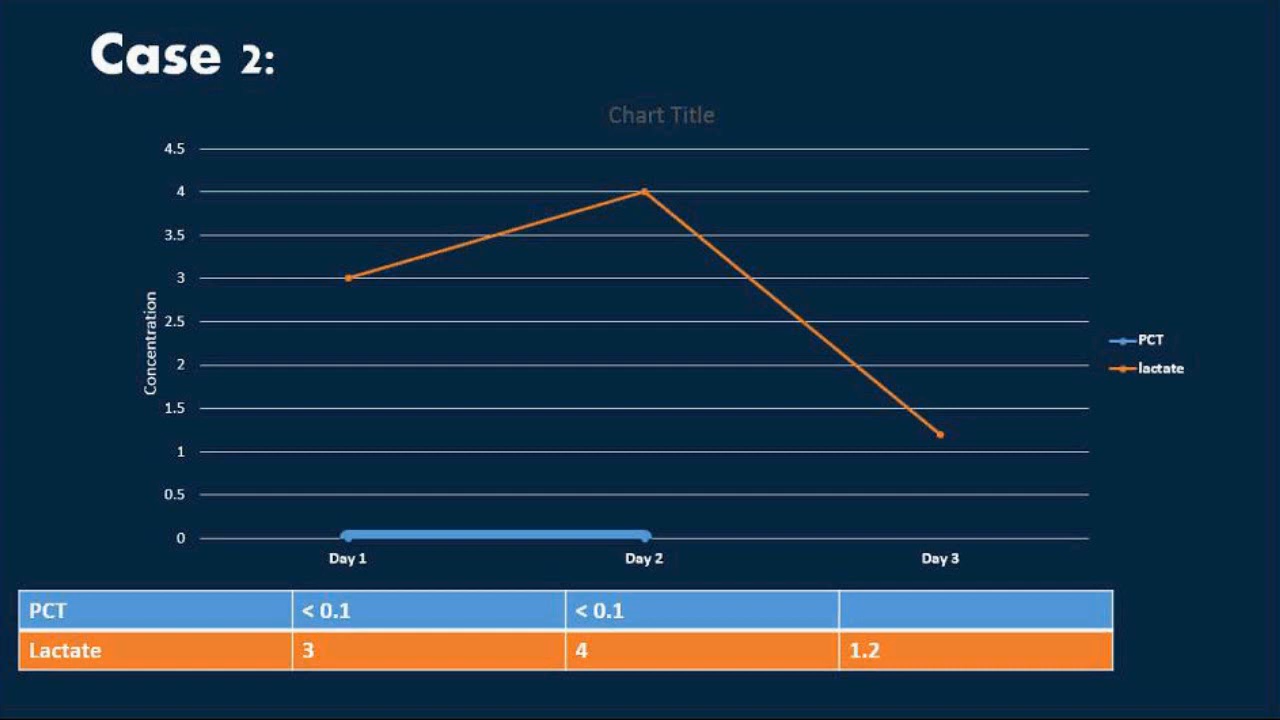 Case 2:
Chart Title
4.5
4
3.5
3
2.5
2
1.5
1
0.5
0
Concentration
Day 1 Day 2 Day 3
PCT
lactate
PCT < 0.1 < 0.1
Lactate 3 4 1.2